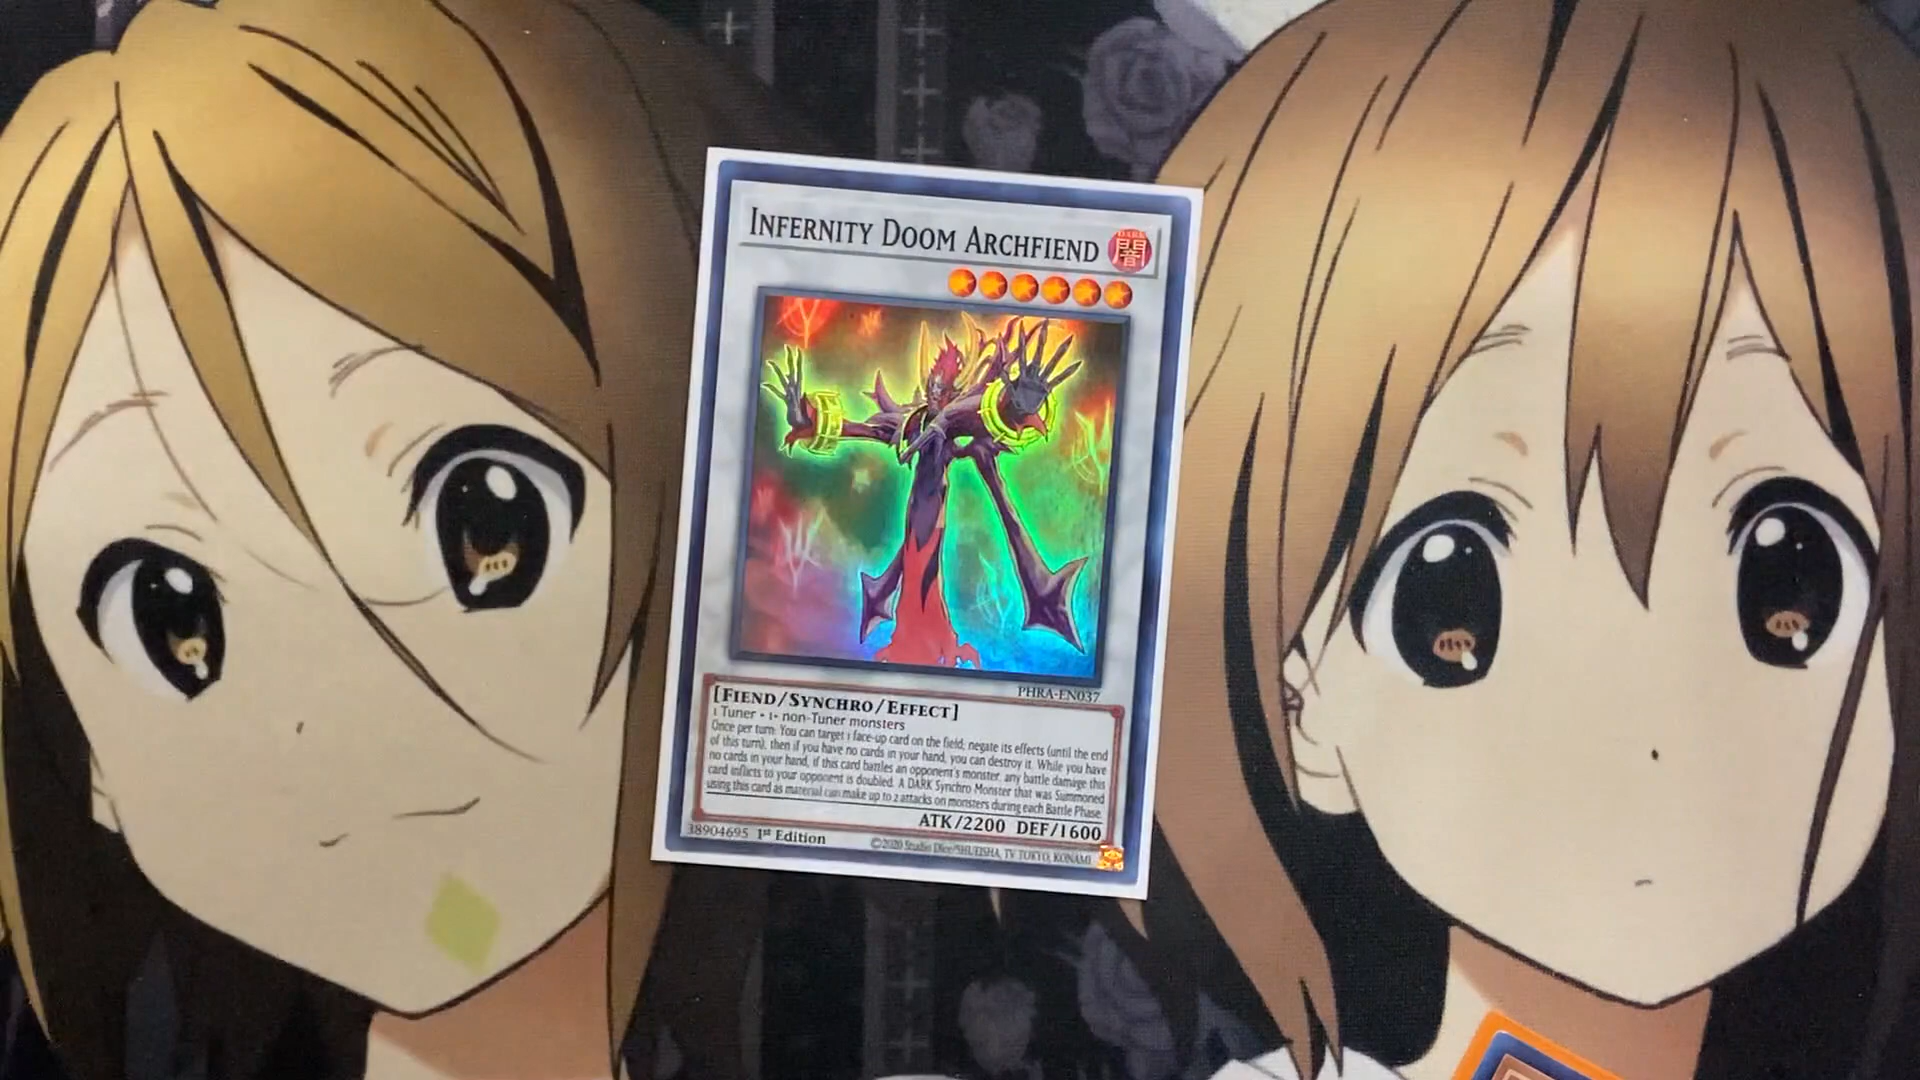 INFERNITY DOOM ARCHFIEND
DARK
闇
PHRA-EN037
[FIEND/SYNCHRO/EFFECT]
1 Tuner + 1+ non-Tuner monsters
Once per turn: You can target 1 face-up card on the field; negate its effects (until the end
of this turn), then if you have no cards in your hand, you can destroy it. While you have
no cards in your hand, if this card battles an opponent's monster, any battle damage this
card inflicts to your opponent is doubled. A DARK Synchro Monster that was Summoned
using this card as material can make up to 2 attacks on monsters during each Battle Phase.
ATK/2200 DEF/1600
38904695 1st Edition
©2020 Studio Dice/SHUEISHA, TV TOKYO, KONAMI